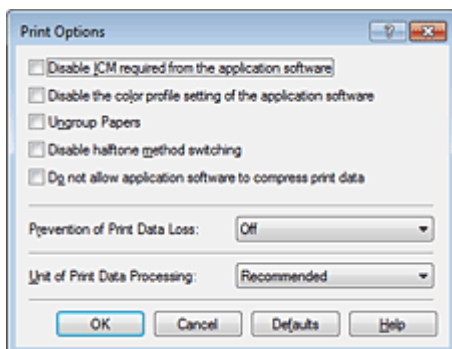 Print Options
Disable ICM required from the application software
Disable the color profile setting of the application software
Ungroup Papers
Disable halftone method switching
Do not allow application software to compress print data
Prevention of Print Data Loss: Off
Unit of Print Data Processing: Recommended
OK Cancel Defaults Help